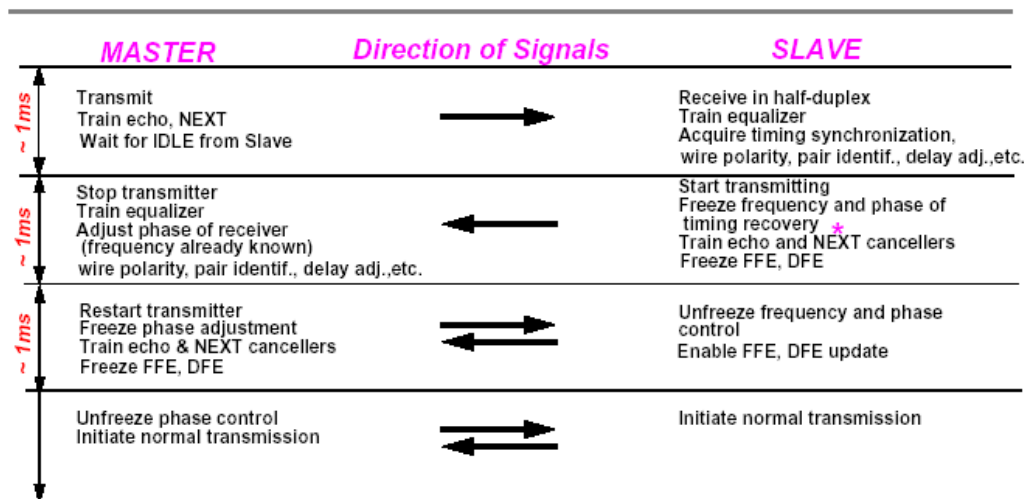 MASTER Direction of Signals SLAVE
~ 1ms
Transmit
Train echo, NEXT
Wait for IDLE from Slave
Receive in half-duplex
Train equalizer
Acquire timing synchronization,
wire polarity, pair identif., delay adj.,etc.
~ 1ms
Stop transmitter
Train equalizer
Adjust phase of receiver
(frequency already known)
wire polarity, pair identif., delay adj.,etc.
Start transmitting
Freeze frequency and phase of
timing recovery *
Train echo and NEXT cancellers
Freeze FFE, DFE
~ 1ms
Restart transmitter
Freeze phase adjustment
Train echo & NEXT cancellers
Freeze FFE, DFE
Unfreeze frequency and phase
control
Enable FFE, DFE update
Unfreeze phase control
Initiate normal transmission
Initiate normal transmission